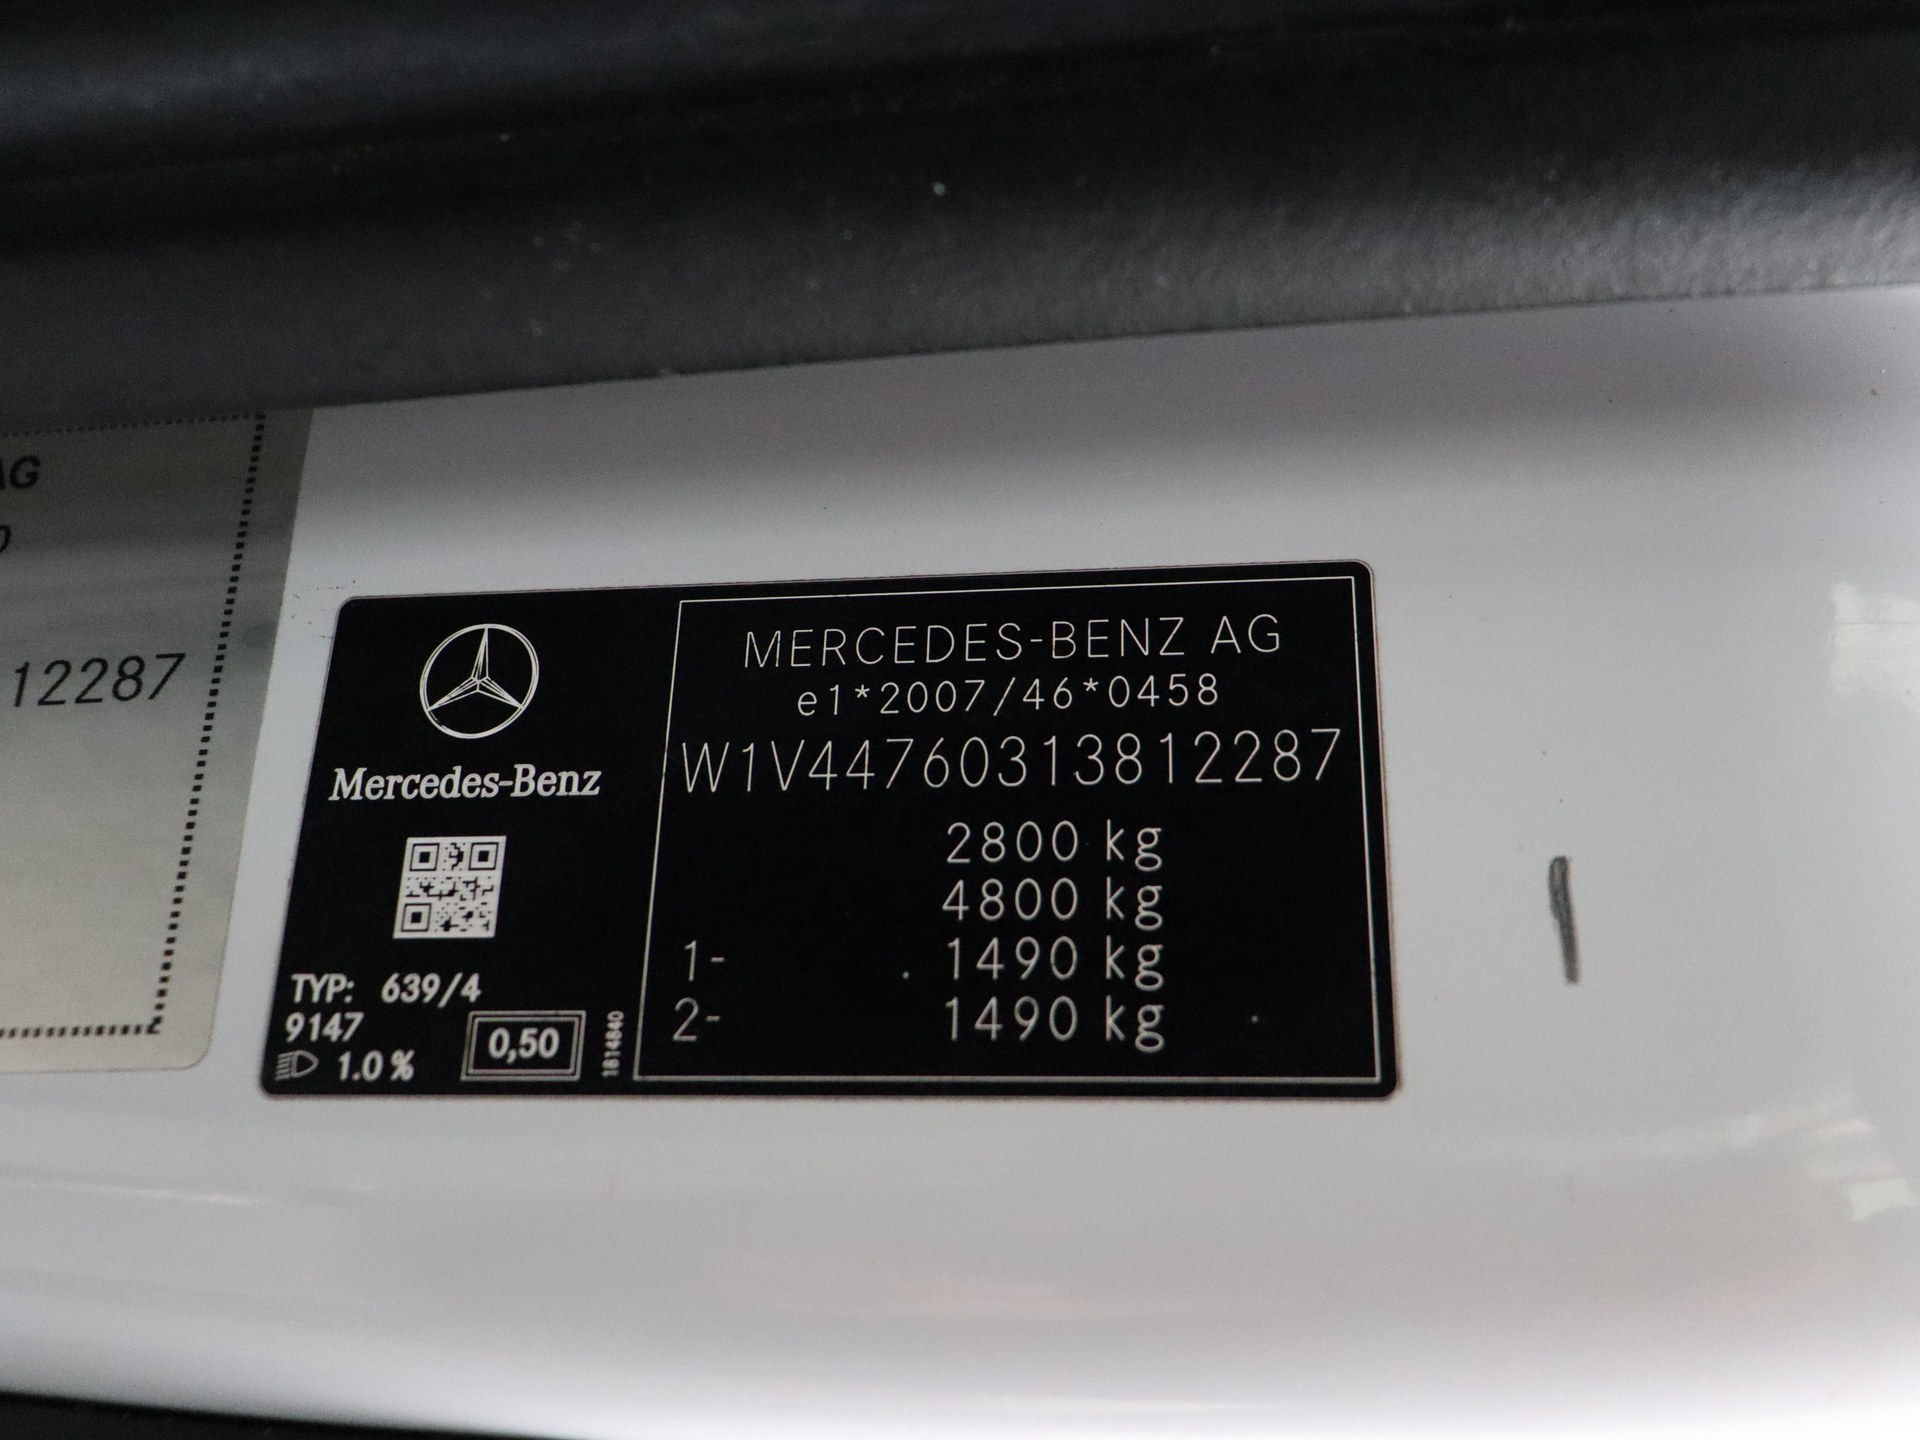 AG
12287
Mercedes-Benz
TYP: 639/4
9147
1.0 %
0,50
1814840
MERCEDES-BENZ AG
e1*2007/46*0458
W1V44760313812287
2800 kg
4800 kg
1- 1490 kg
2- 1490 kg